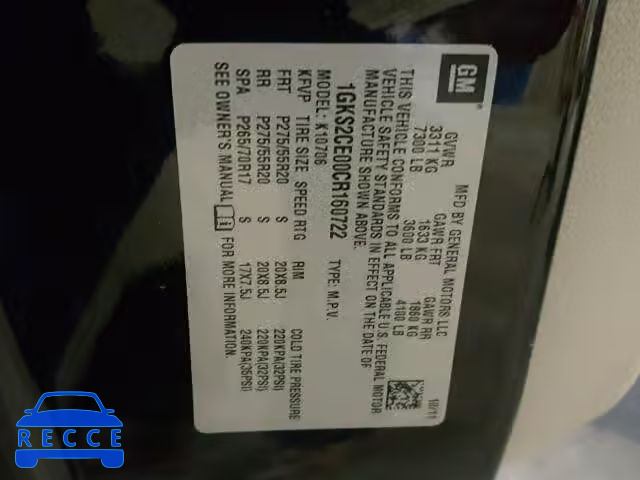 GM
MFD BY GENERAL MOTORS LLC
10/11
GVWR GAWR FRT GAWR RR
3311 KG 1633 KG 1860 KG
7300 LB 3600 LB 4100 LB
THIS VEHICLE CONFORMS TO ALL APPLICABLE U.S. FEDERAL MOTOR
VEHICLE SAFETY STANDARDS IN EFFECT ON THE DATE OF
MANUFACTURE SHOWN ABOVE.
1GKS2CE00CR160722 TYPE: M.P.V.
MODEL: K10706
KFVP TIRE SIZE SPEED RTG RIM COLD TIRE PRESSURE
FRT P275/55R20 S 20X8.5J 220KPA(32PSI)
RR P275/55R20 S 20X8.5J 220KPA(32PSI)
SPA P265/70R17 S 17X7.5J 240KPA(35PSI)
SEE OWNER'S MANUAL FOR MORE INFORMATION.
RECCE